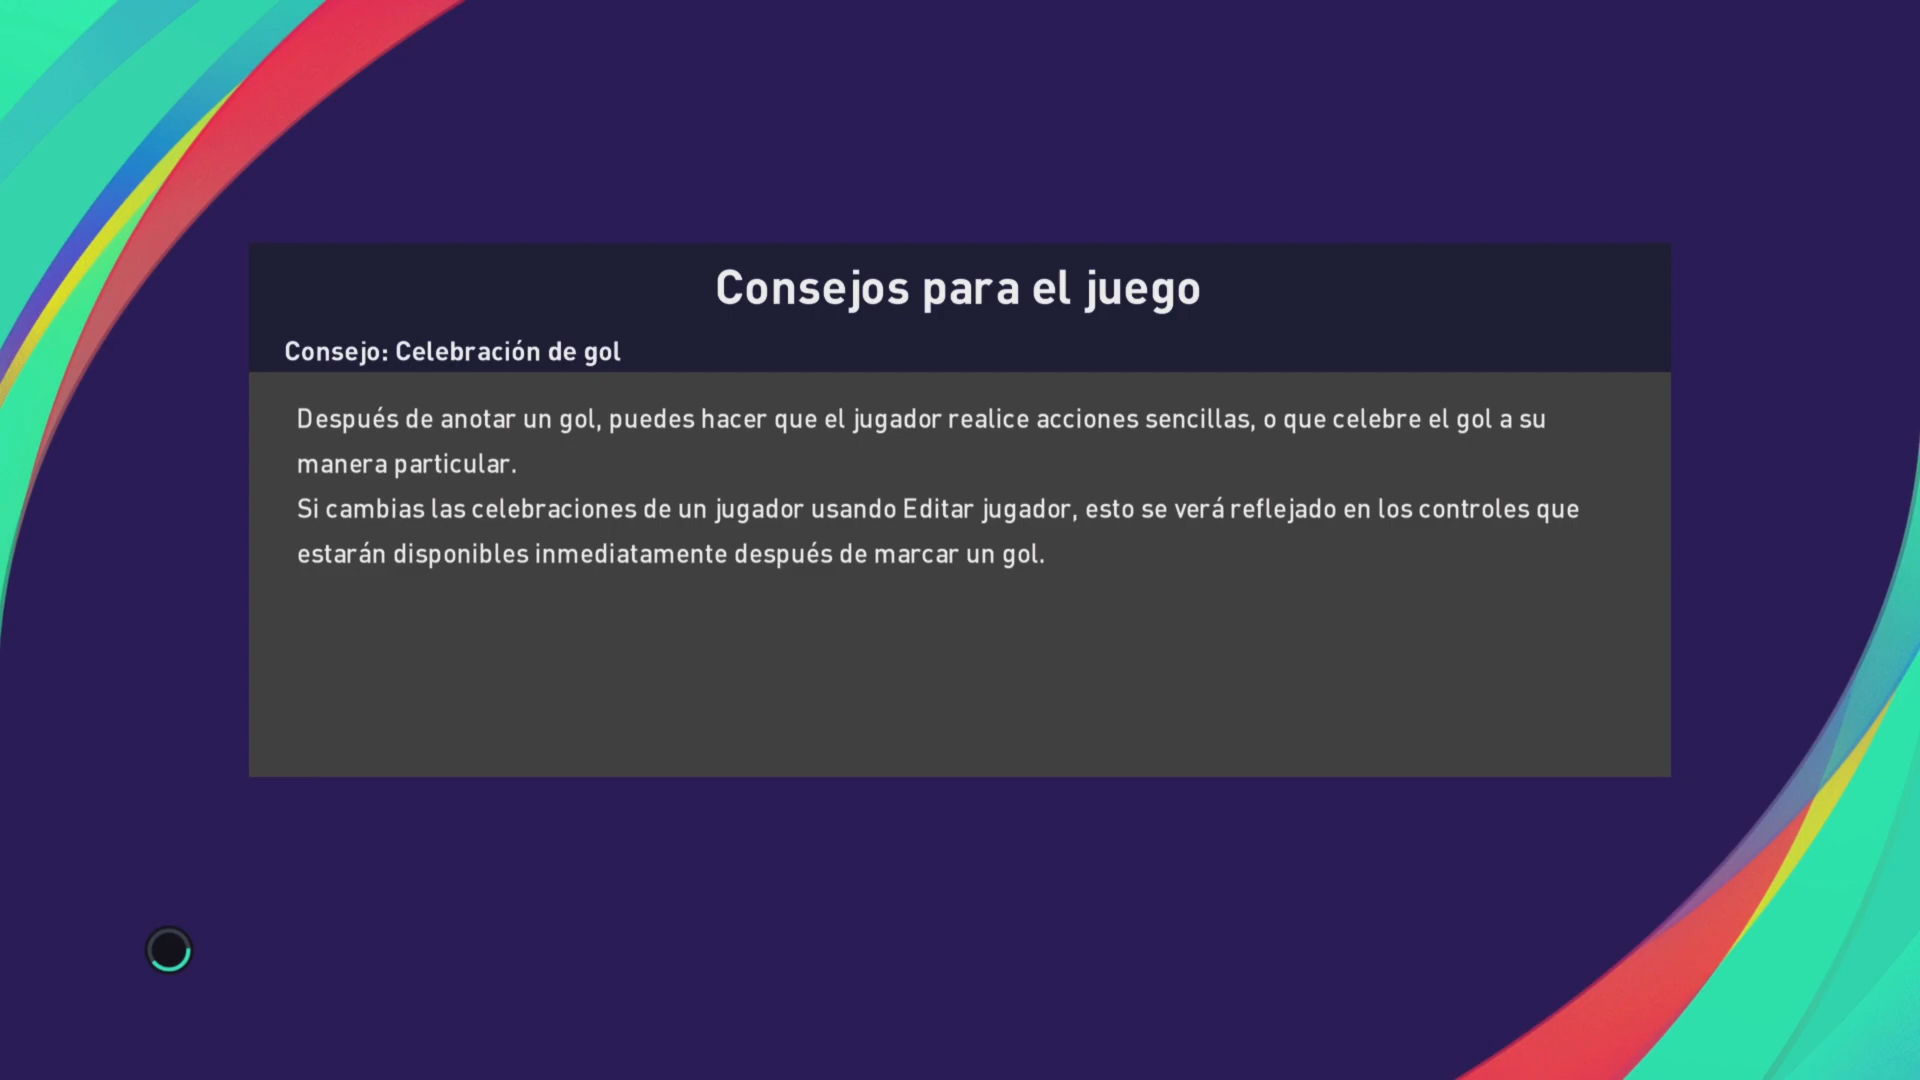 Consejos para el juego
Consejo: Celebración de gol
Después de anotar un gol, puedes hacer que el jugador realice acciones sencillas, o que celebre el gol a su
manera particular.
Si cambias las celebraciones de un jugador usando Editar jugador, esto se verá reflejado en los controles que
estarán disponibles inmediatamente después de marcar un gol.